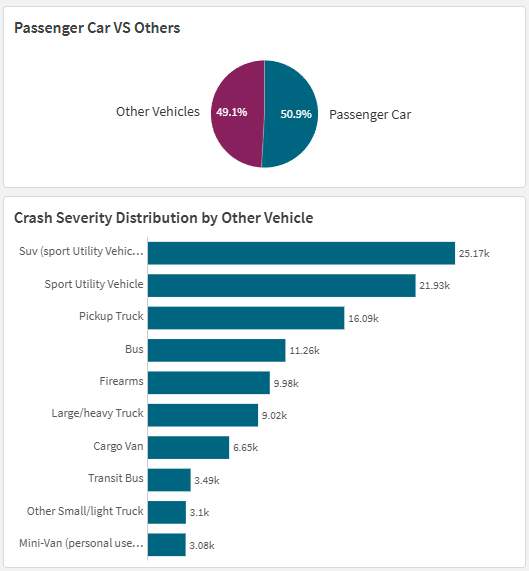 Passenger Car VS Others
Other Vehicles 49.1% 50.9% Passenger Car
Crash Severity Distribution by Other Vehicle
Suv (sport Utility Vehic... 25.17k
Sport Utility Vehicle 21.93k
Pickup Truck 16.09k
Bus 11.26k
Firearms 9.98k
Large/heavy Truck 9.02k
Cargo Van 6.65k
Transit Bus 3.49k
Other Small/light Truck 3.1k
Mini-Van (personal use... 3.08k